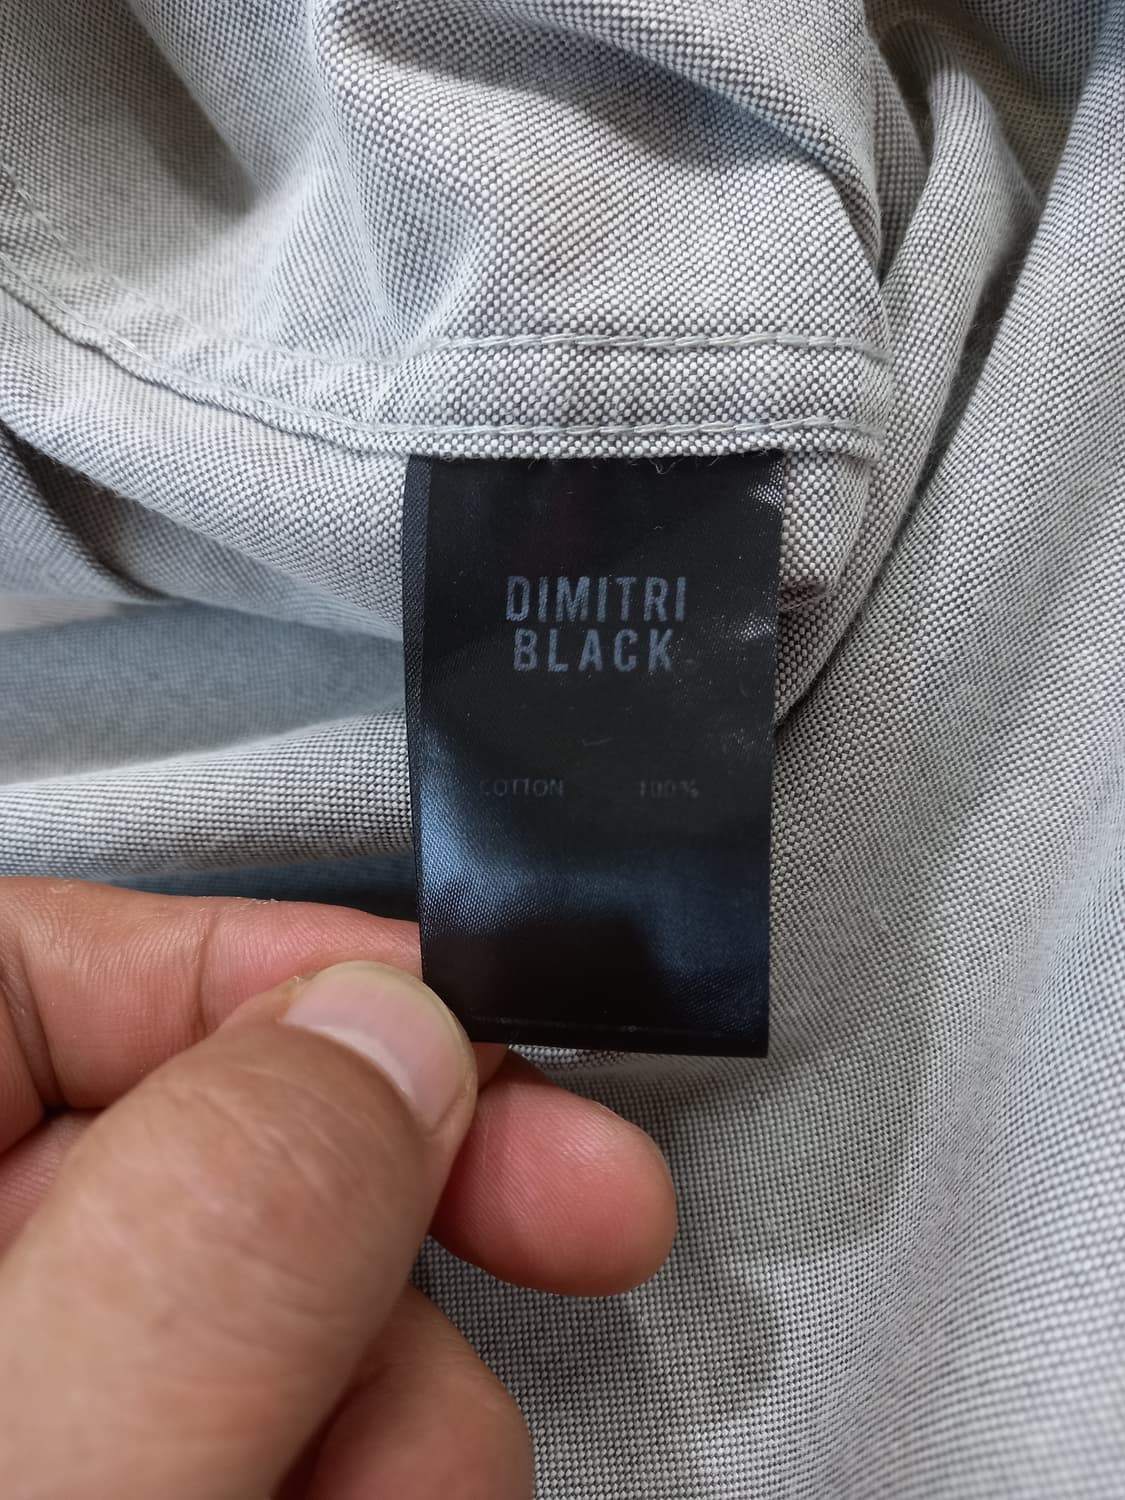 DIMITRI
BLACK
COTTON 100%